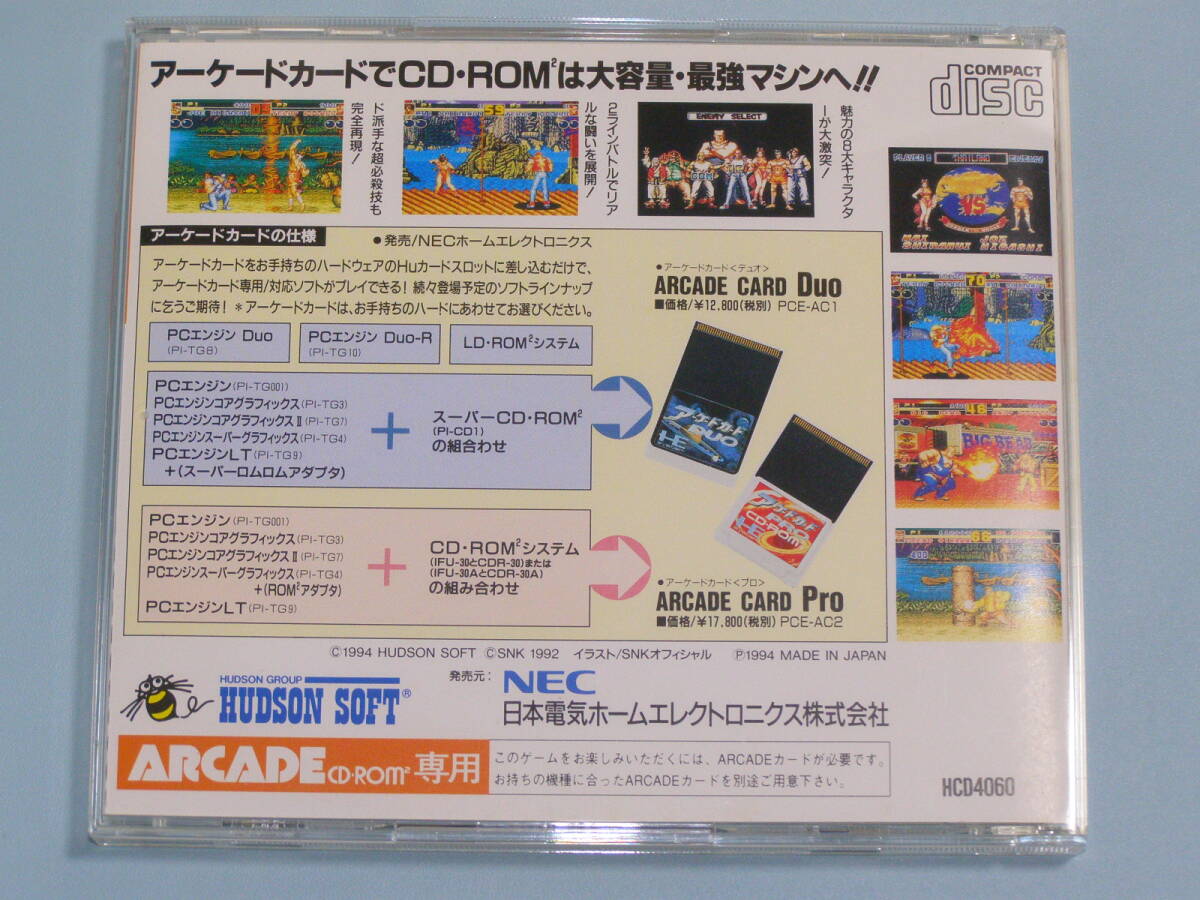 アーケードカードでCD・ROM²は大容量・最強マシンへ!!
COMPACT
disc
ド派手な超必殺技も
完全再現！
2ラインバトルでリア
ルな闘いを展開！
魅力の8大キャラクタ
ーが大激突！
59
ENEMY SELECT
VS
70
48
BIG BEAR
66
アーケードカードの仕様
●発売/NECホームエレクトロニクス
アーケードカードをお手持ちのハードウェアのHuカードスロットに差し込むだけで、
アーケードカード専用/対応ソフトがプレイできる！続々登場予定のソフトラインナップ
に乞うご期待！＊アーケードカードは、お手持ちのハードにあわせてお選びください。
PCエンジン Duo
(PI-TG8)
PCエンジン Duo-R
(PI-TG10)
LD・ROM²システム
PCエンジン(PI-TG001)
PCエンジンコアグラフィックス(PI-TG3)
PCエンジンコアグラフィックスⅡ(PI-TG7)
PCエンジンスーパーグラフィックス(PI-TG4)
PCエンジンLT(PI-TG9)
+(スーパーロムロムアダプタ)
+
スーパーCD・ROM²
(PI-CD1)
の組合わせ
PCエンジン(PI-TG001)
PCエンジンコアグラフィックス(PI-TG3)
PCエンジンコアグラフィックスⅡ(PI-TG7)
PCエンジンスーパーグラフィックス(PI-TG4)
+(ROM²アダプタ)
PCエンジンLT(PI-TG9)
+
CD・ROM²システム
(IFU-30とCDR-30)または
(IFU-30AとCDR-30A)
の組み合わせ
●アーケードカード<デュオ>
ARCADE CARD Duo
■価格/¥12,800(税別) PCE-AC1
アーケードカード
DUO
アーケードカード
PRO
CD-ROM²
●アーケードカード<プロ>
ARCADE CARD Pro
■価格/¥17,800(税別) PCE-AC2
Ⓒ1994 HUDSON SOFT ⒸSNK 1992 イラスト/SNKオフィシャル Ⓟ1994 MADE IN JAPAN
HUDSON GROUP
HUDSON SOFT®
発売元：
NEC
日本電気ホームエレクトロニクス株式会社
ARCADE CD・ROM² 専用
このゲームをお楽しみいただくには、ARCADEカードが必要です。
お持ちの機種に合ったARCADEカードを別途ご用意下さい。
HCD4060